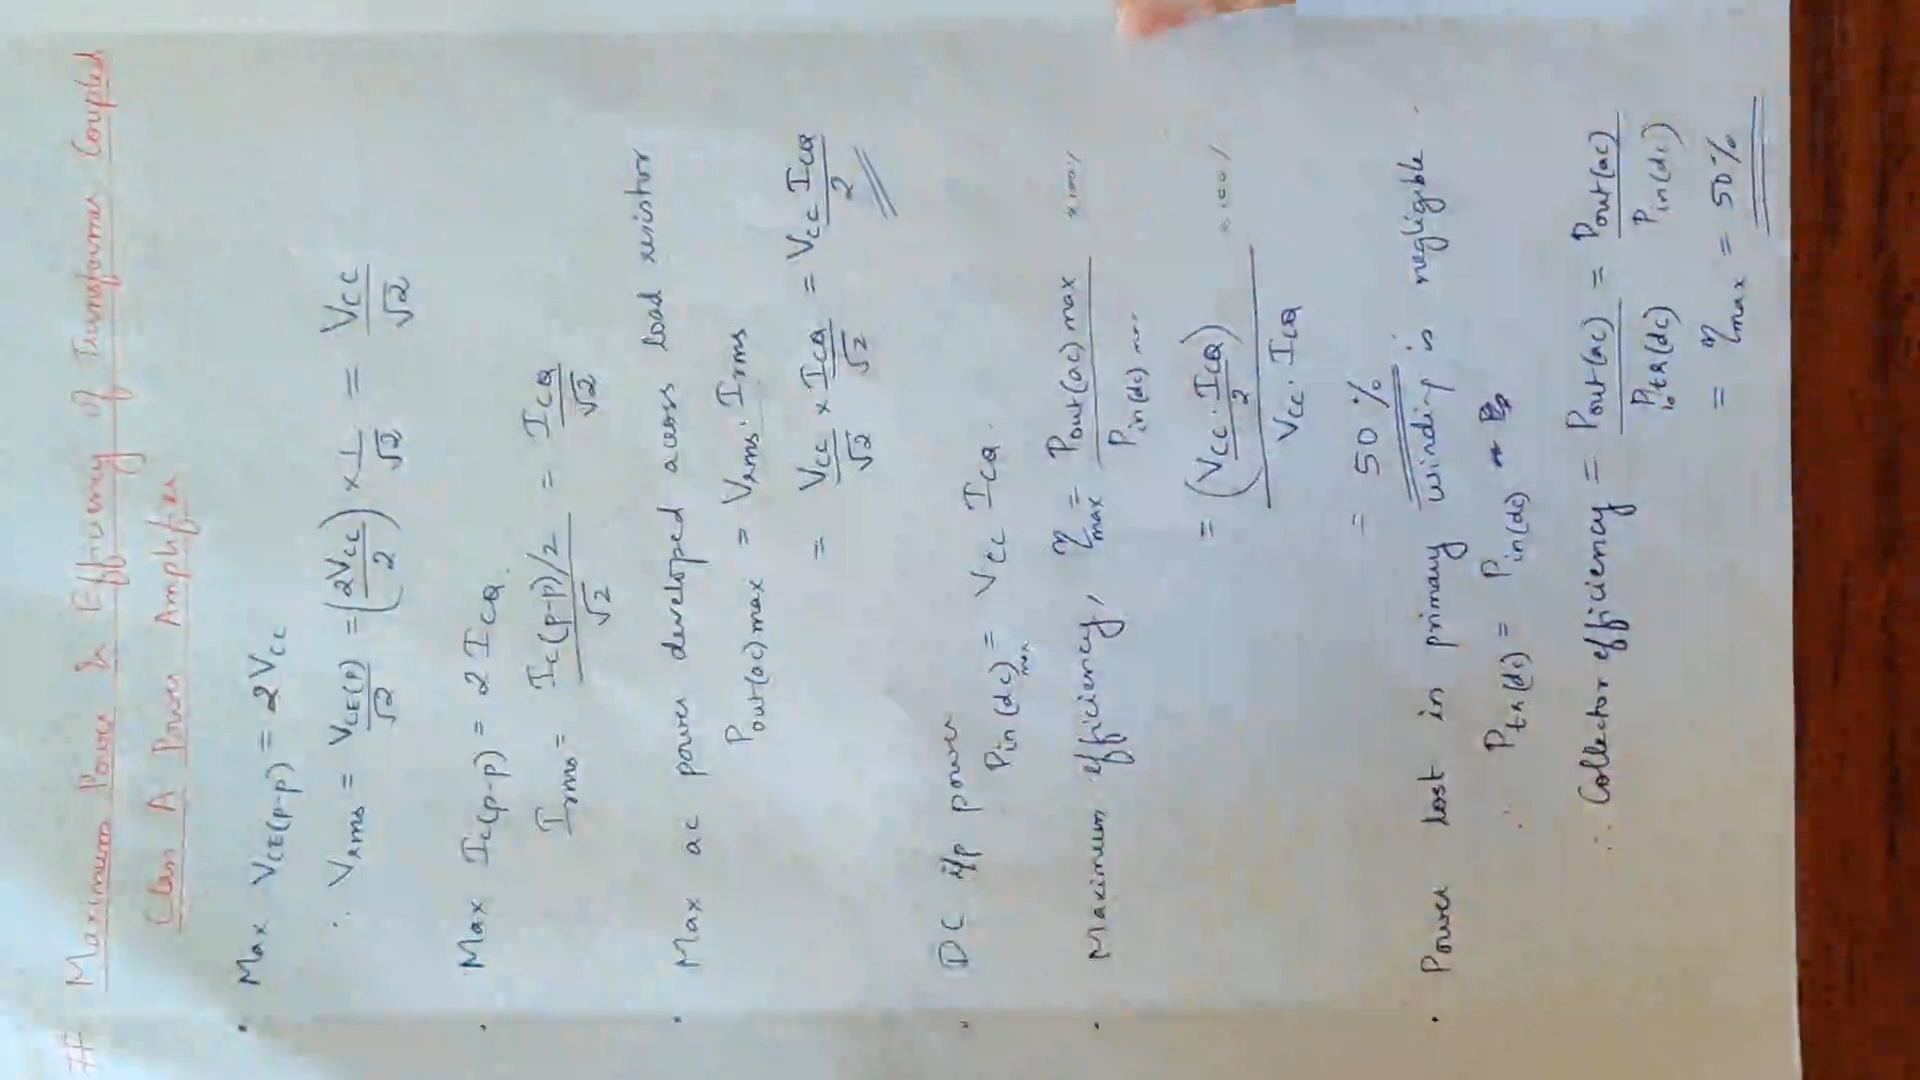 # Maximum Power & Efficiency of Transformer Coupled
Class A Power Amplifier
• Max VCE(p-p) = 2VCC
∴ Vrms = VCE(p)/√2 = (2VCC/2) × 1/√2 = VCC/√2
• Max IC(p-p) = 2 ICQ
Irms = IC(p-p)/2/√2 = ICQ/√2
• Max ac power developed across load resistor
Pout(ac)max = Vrms · Irms
= VCC/√2 × ICQ/√2 = VCC ICQ/2
• DC i/p power
Pin(dc)max = VCC ICQ.
• Maximum efficiency, ηmax = Pout(ac)max/Pin(dc)max ×100%
= (VCC · ICQ/2)/VCC · ICQ ×100%
= 50%
• Power lost in primary winding is negligible.
∴ Ptr(dc) = Pin(dc)
∴ Collector efficiency = Pout(ac)/Ptr(dc) = Pout(ac)/Pin(dc)
= ηmax = 50%